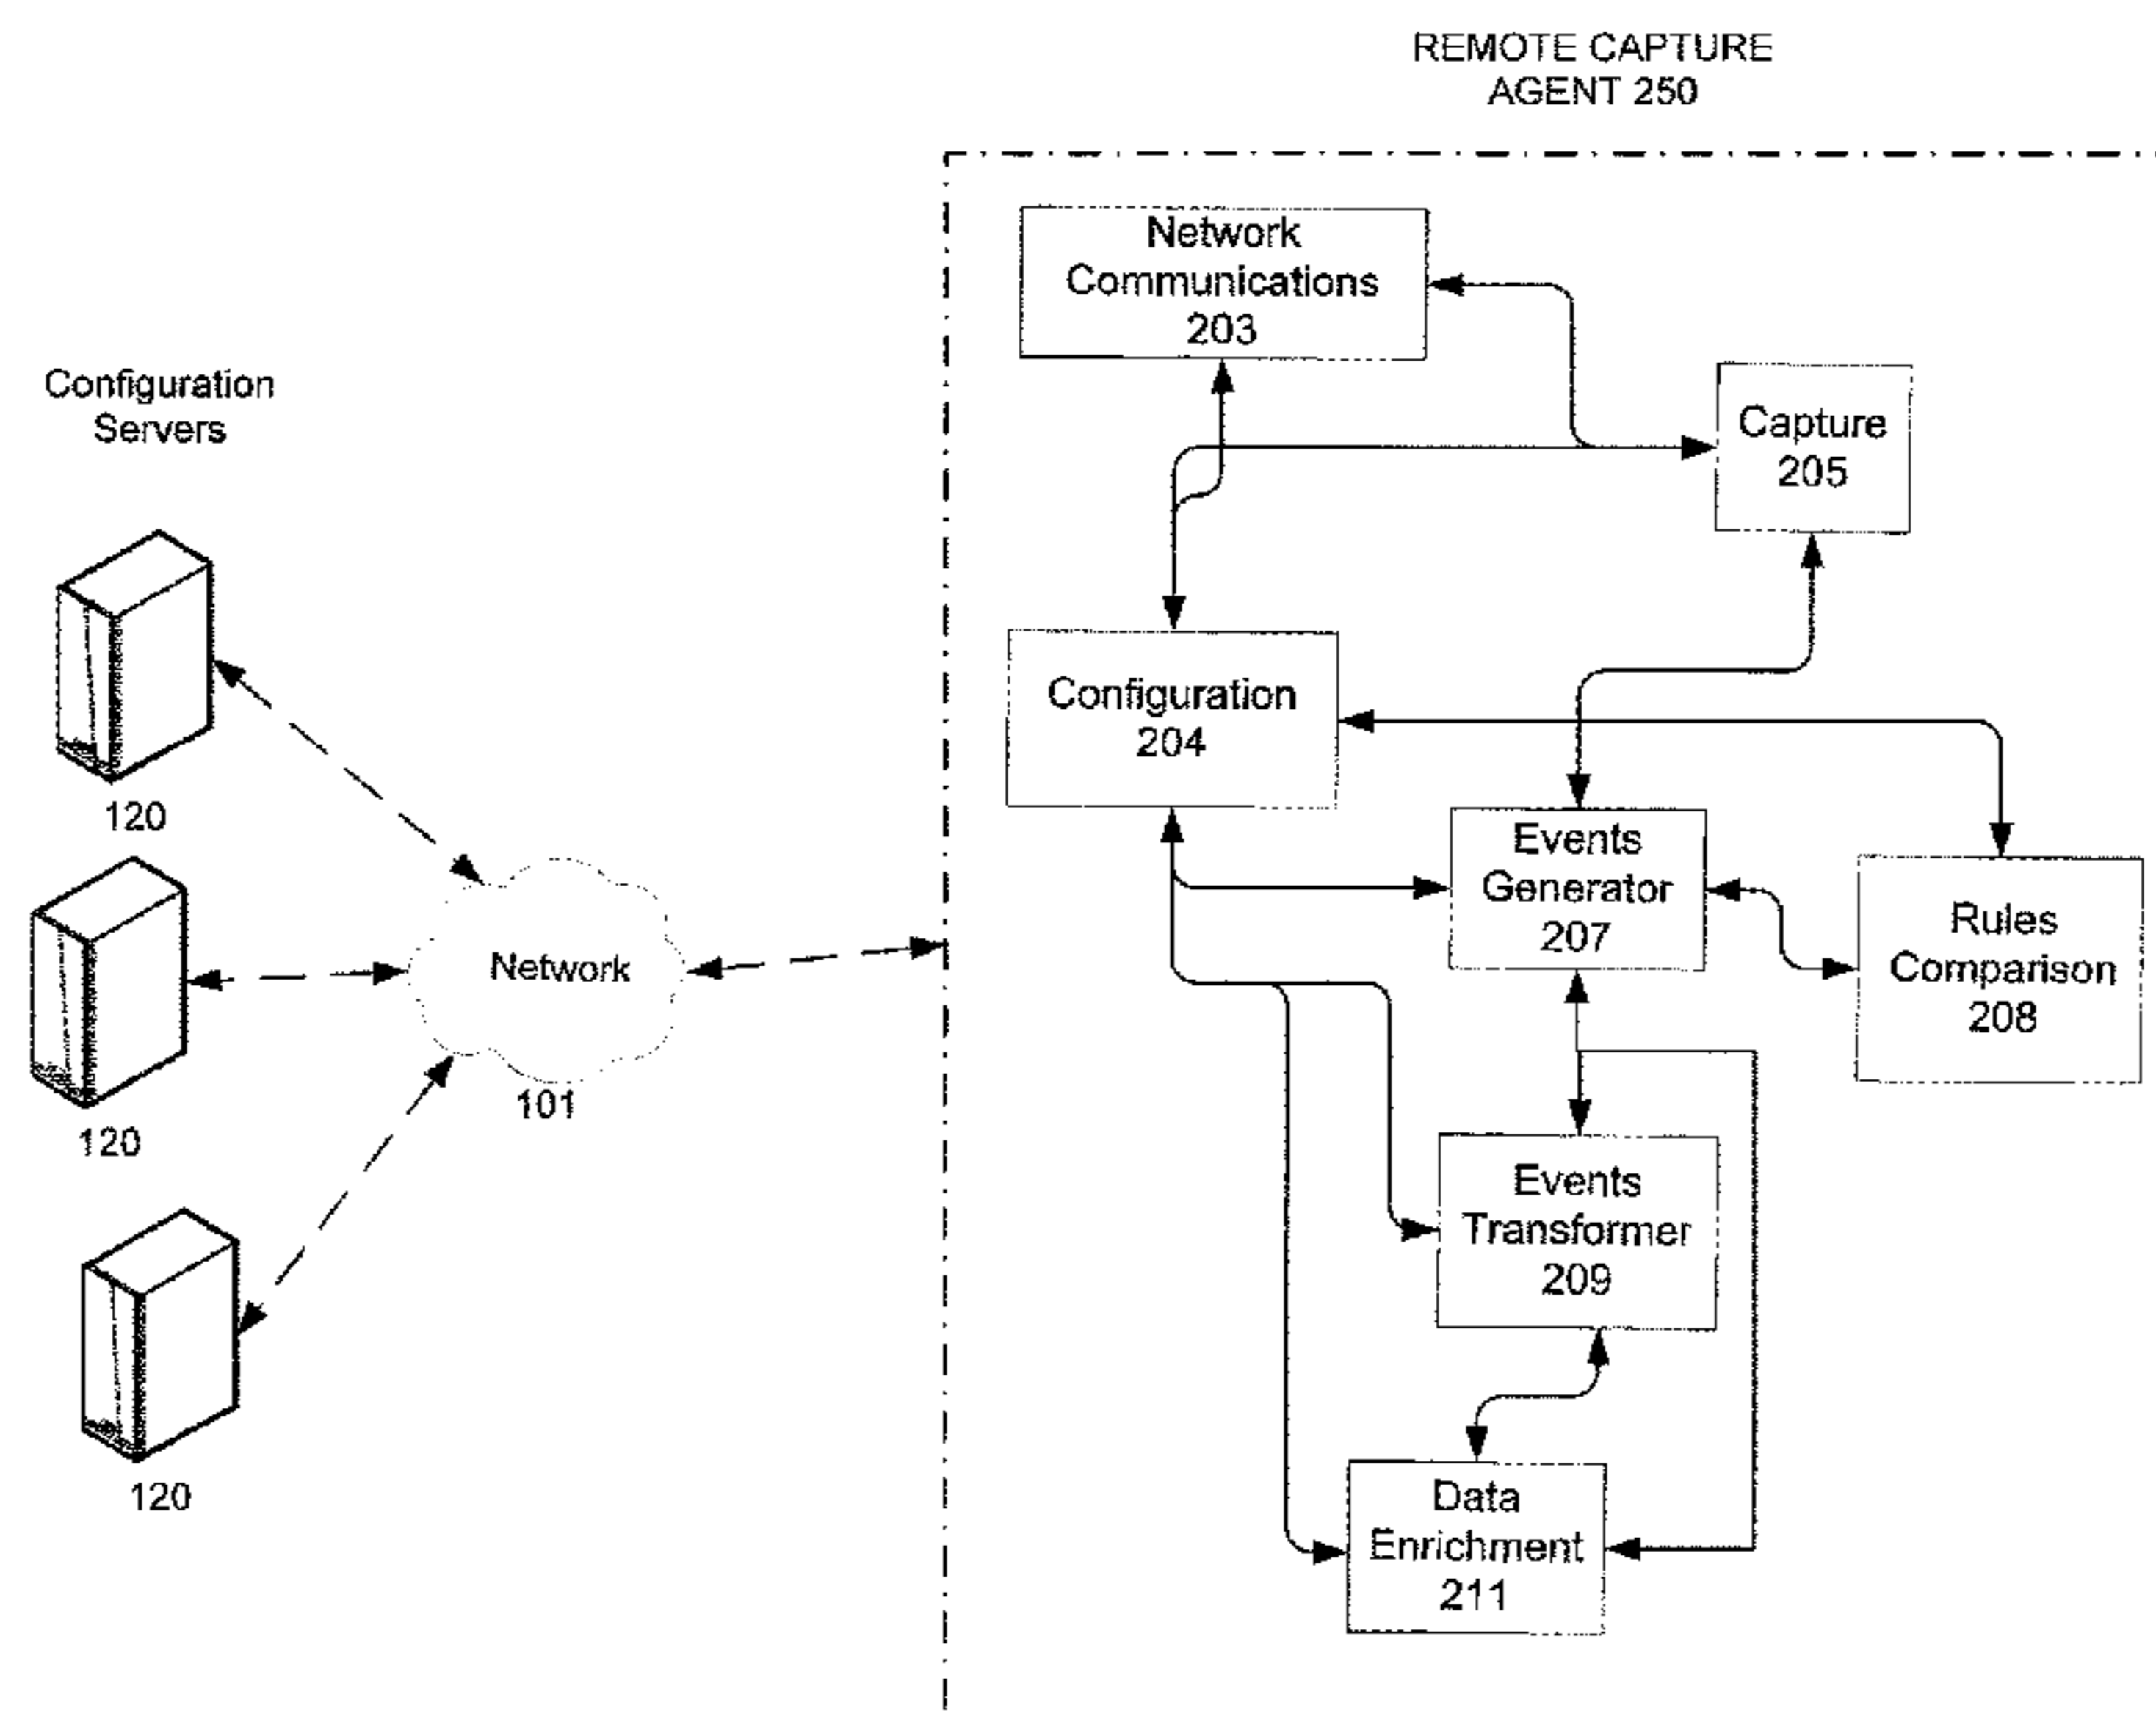 REMOTE CAPTURE
AGENT 250
Network
Communications
203
Configuration
Servers
Capture
205
Configuration
204
120
Events
Generator
207
Rules
Comparison
208
Network
101
120
Events
Transformer
209
120
Data
Enrichment
211